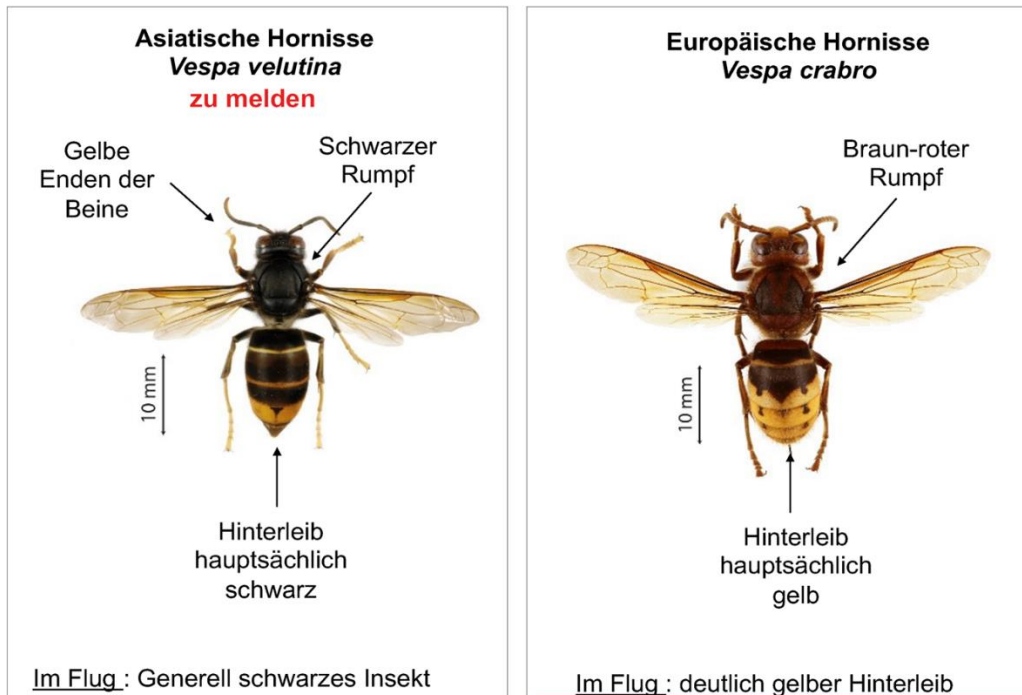 Asiatische Hornisse
Vespa velutina
zu melden
Gelbe
Enden der
Beine
Schwarzer
Rumpf
10 mm
Hinterleib
hauptsächlich
schwarz
Im Flug : Generell schwarzes Insekt
Europäische Hornisse
Vespa crabro
Braun-roter
Rumpf
10 mm
Hinterleib
hauptsächlich
gelb
Im Flug : deutlich gelber Hinterleib